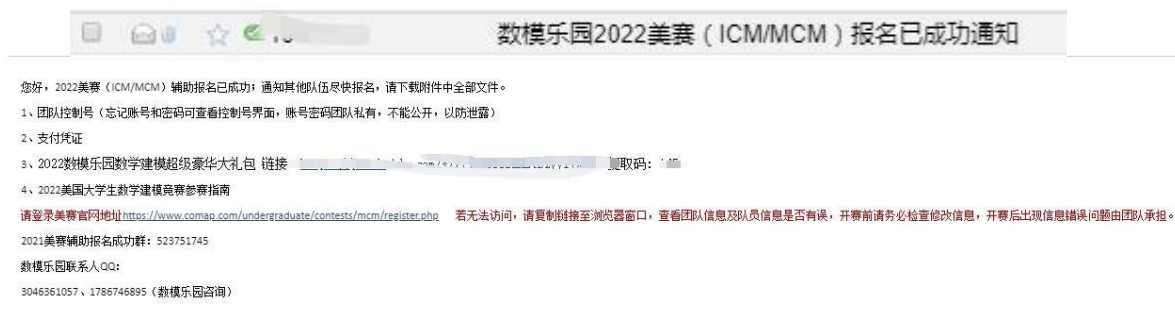 数模乐园2022美赛（ICM/MCM）报名已成功通知
您好，2022美赛（ICM/MCM）辅助报名已成功；通知其他队伍尽快报名，请下载附件中全部文件。
1、团队控制号（忘记账号和密码可查看控制号界面，账号密码团队私有，不能公开，以防泄露）
2、支付凭证
3、2022数模乐园数学建模超级豪华大礼包 链接 提取码：
4、2022美国大学生数学建模竞赛参赛指南
请登录美赛官网地址https://www.comap.com/undergraduate/contests/mcm/register.php 若无法访问，请复制链接至浏览器窗口，查看团队信息及队员信息是否有误，开赛前请务必检查修改信息，开赛后出现信息错误问题由团队承担。
2021美赛辅助报名成功群：523751745
数模乐园联系人QQ：
3046361057、1786746895（数模乐园咨询）